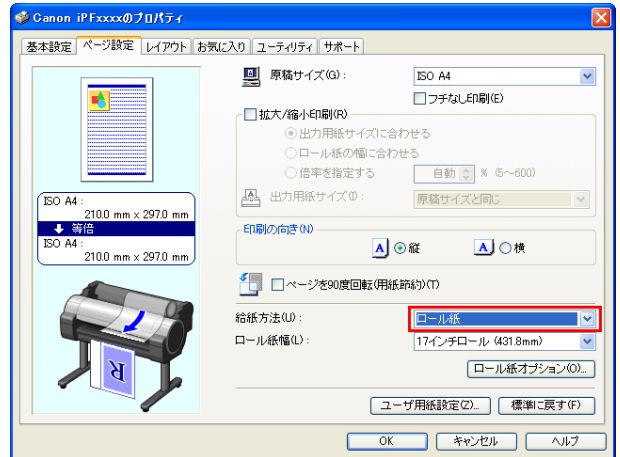 Canon iPFxxxxのプロパティ
基本設定 ページ設定 レイアウト お気に入り ユーティリティ サポート
原稿サイズ(G) : ISO A4
フチなし印刷(E)
拡大/縮小印刷(R)
出力用紙サイズに合わせる
ロール紙の幅に合わせる
倍率を指定する 自動 % (5～600)
A 出力用紙サイズ(I) : 原稿サイズと同じ
ISO A4 :
210.0 mm x 297.0 mm
等倍
ISO A4 :
210.0 mm x 297.0 mm
印刷の向き(N)
A 縦 A 横
ページを90度回転(用紙節約)(T)
給紙方法(U) : ロール紙
ロール紙幅(L) : 17インチロール (431.8mm)
ロール紙オプション(O)...
R
ユーザ用紙設定(Z)... 標準に戻す(F)
OK キャンセル ヘルプ